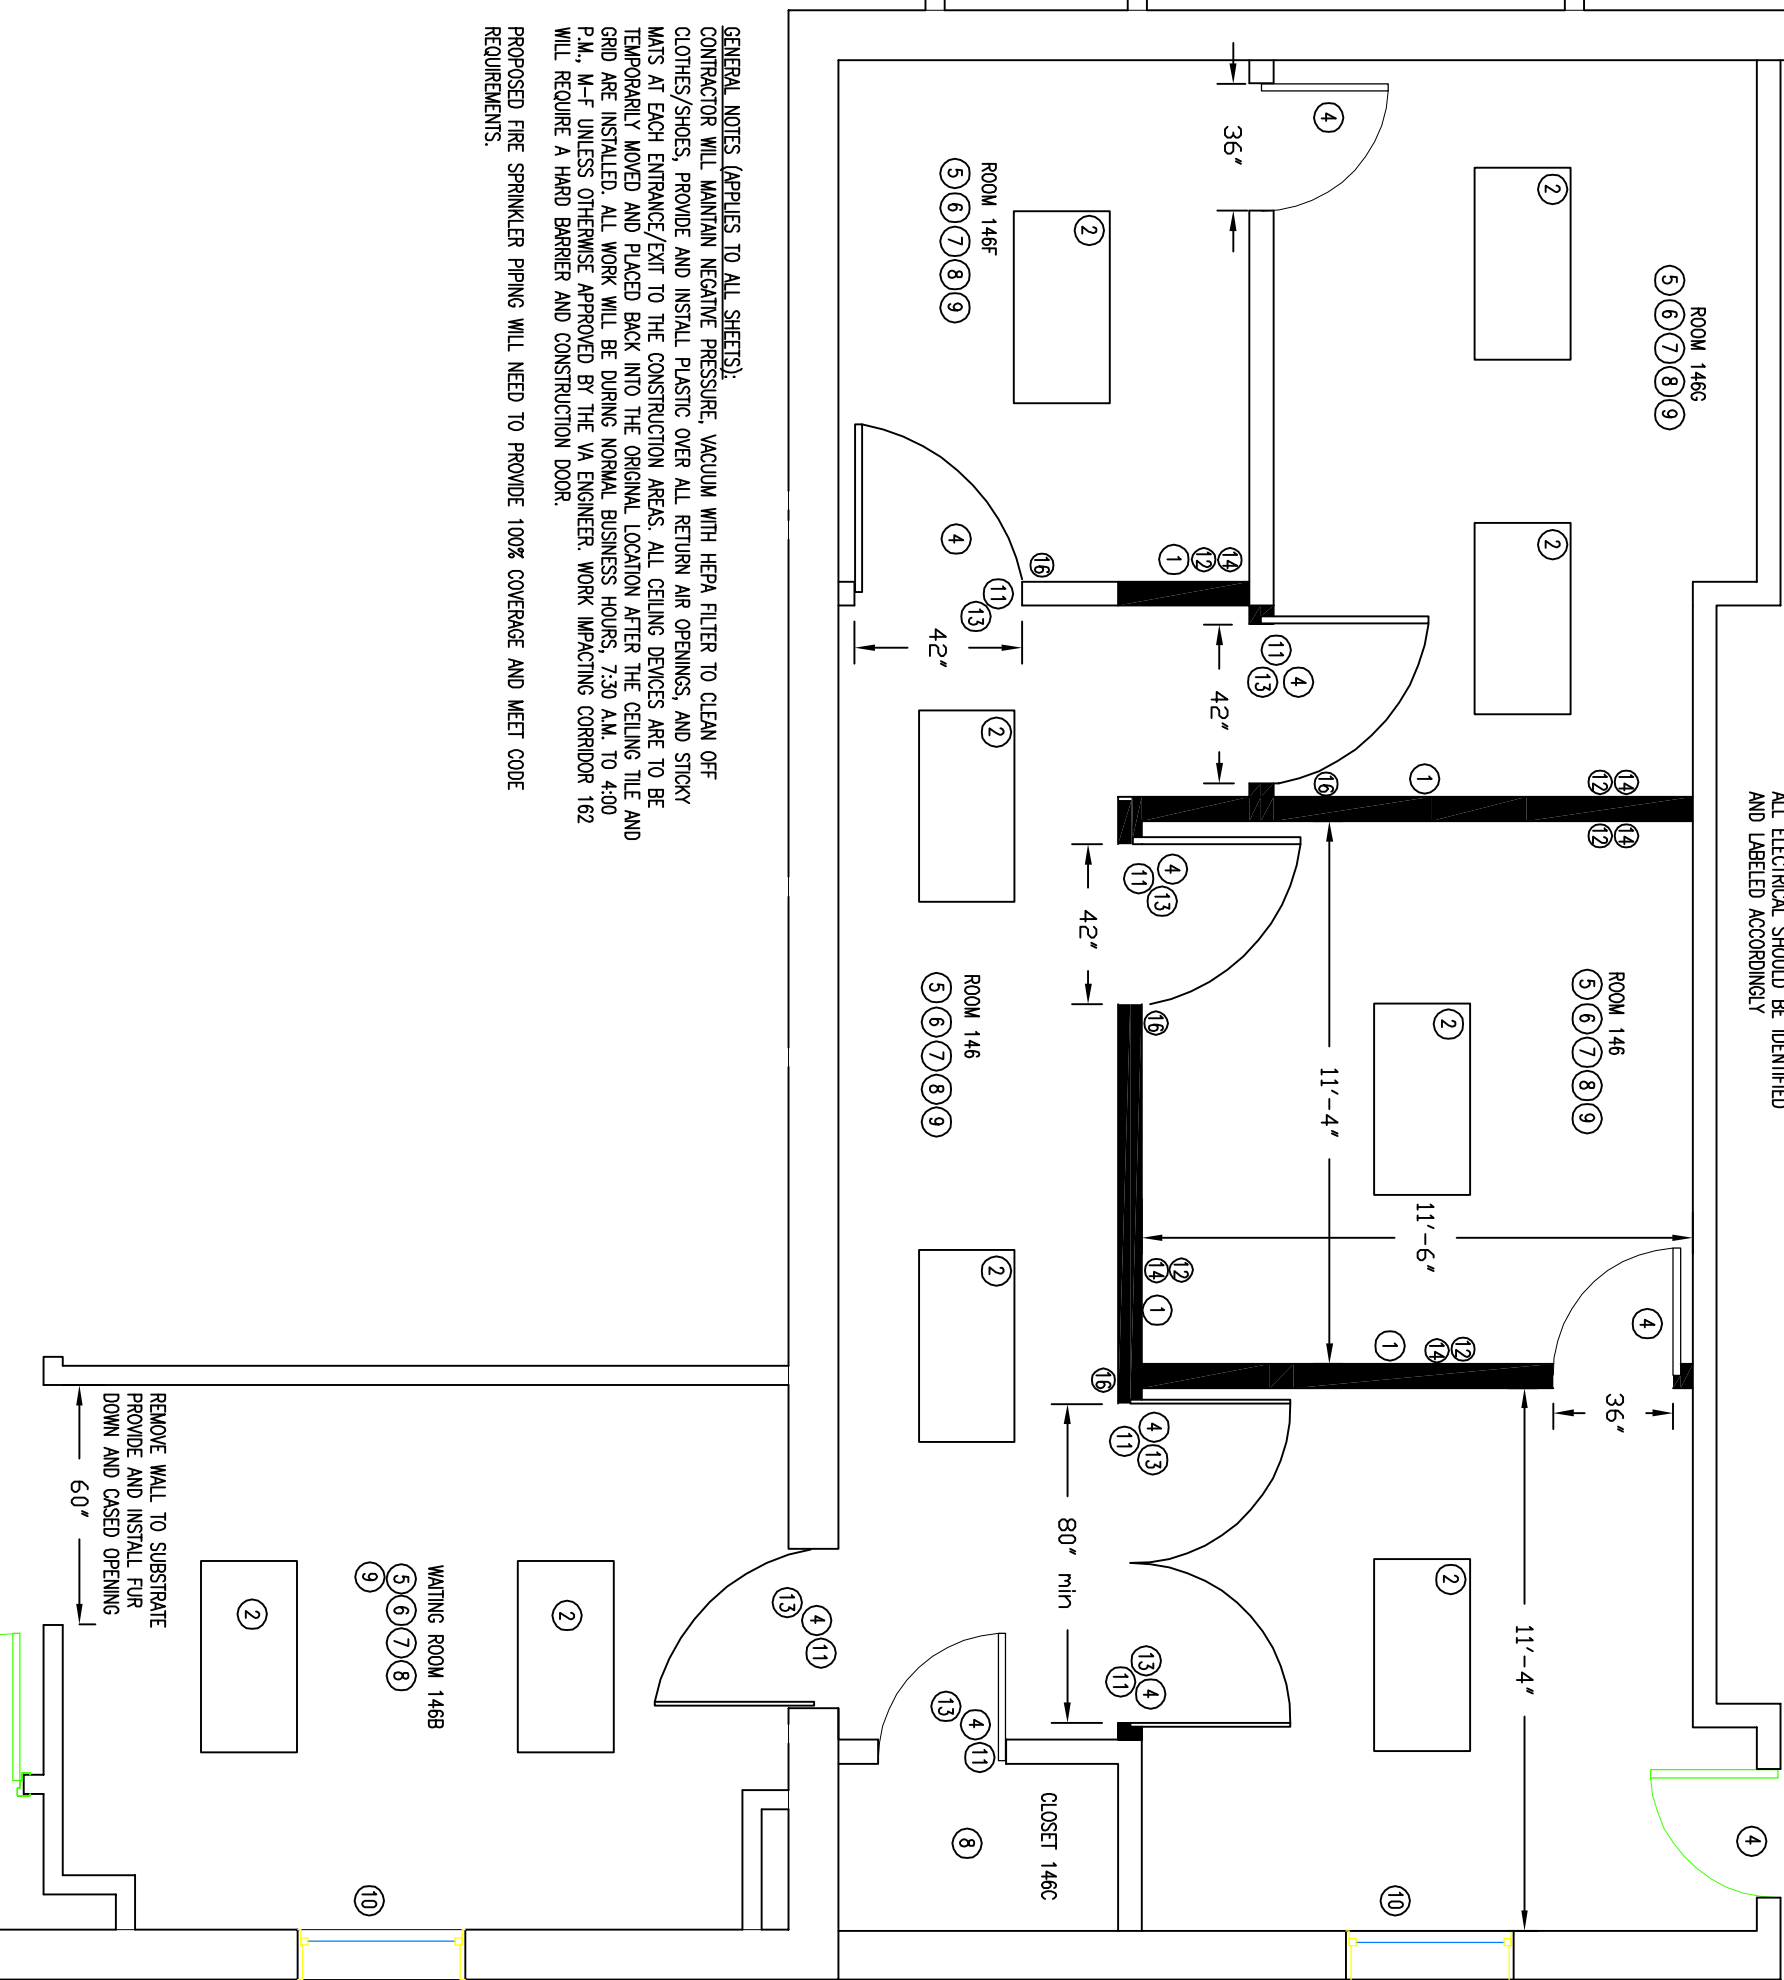 ALL ELECTRICAL SHOULD BE IDENTIFIED
AND LABELED ACCORDINGLY
ROOM 146G
5 6 7 8 9
2
2
4
36"
ROOM 146F
5 6 7 8 9
2
4
16
11
13
42"
1 12 14
11 4
13
42"
16
1
12 14
12 14
4
11 13
42"
16
ROOM 146
5 6 7 8 9
2
11'-4"
11'-6"
14 12
1
1
14 12
4
36"
ROOM 146
5 6 7 8 9
2
2
16
4
11 13
80" min
13
11 4
2
11'-4"
4
10
13 4 11
13 4 11
CLOSET 146C
8
WAITING ROOM 146B
5 6 7 8
9
2
2
10
REMOVE WALL TO SUBSTRATE
PROVIDE AND INSTALL FUR
DOWN AND CASED OPENING
60"
GENERAL NOTES (APPLIES TO ALL SHEETS):
CONTRACTOR WILL MAINTAIN NEGATIVE PRESSURE, VACUUM WITH HEPA FILTER TO CLEAN OFF
CLOTHES/SHOES, PROVIDE AND INSTALL PLASTIC OVER ALL RETURN AIR OPENINGS, AND STICKY
MATS AT EACH ENTRANCE/EXIT TO THE CONSTRUCTION AREAS. ALL CEILING DEVICES ARE TO BE
TEMPORARILY MOVED AND PLACED BACK INTO THE ORIGINAL LOCATION AFTER THE CEILING TILE AND
GRID ARE INSTALLED. ALL WORK WILL BE DURING NORMAL BUSINESS HOURS, 7:30 A.M. TO 4:00
P.M., M-F UNLESS OTHERWISE APPROVED BY THE VA ENGINEER. WORK IMPACTING CORRIDOR 162
WILL REQUIRE A HARD BARRIER AND CONSTRUCTION DOOR.
PROPOSED FIRE SPRINKLER PIPING WILL NEED TO PROVIDE 100% COVERAGE AND MEET CODE
REQUIREMENTS.